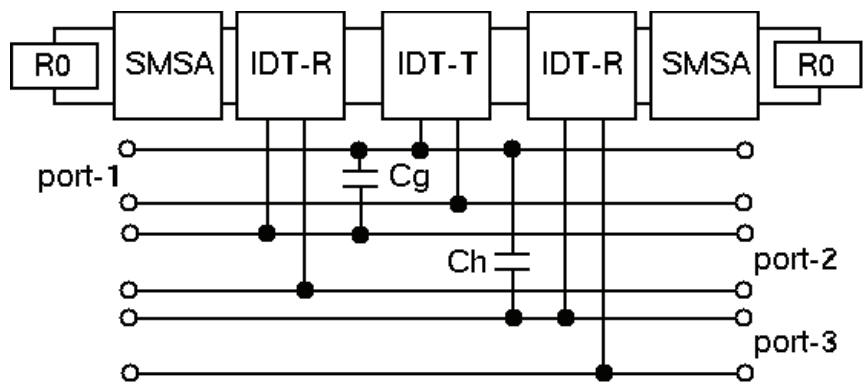 R0 SMSA IDT-R IDT-T IDT-R SMSA R0
port-1
Cg
Ch
port-2
port-3